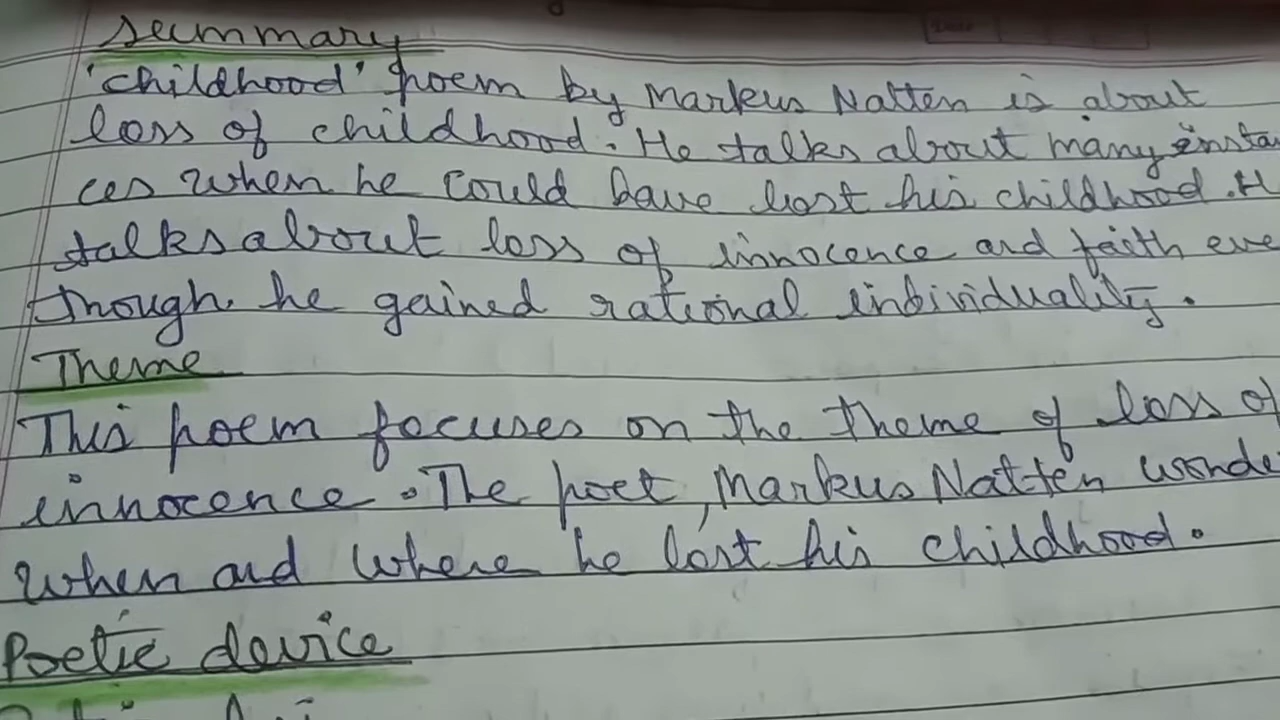 Summary
'childhood' poem by Markus Natten is about
loss of childhood. He talks about many insta
ces when he could have lost his childhood. H
talks about loss of innocence and faith eve
though he gained rational individuality.
Theme
This poem focuses on the theme of loss of
innocence. The poet, Markus Natten wonde
when and where he lost his childhood.
Poetic device